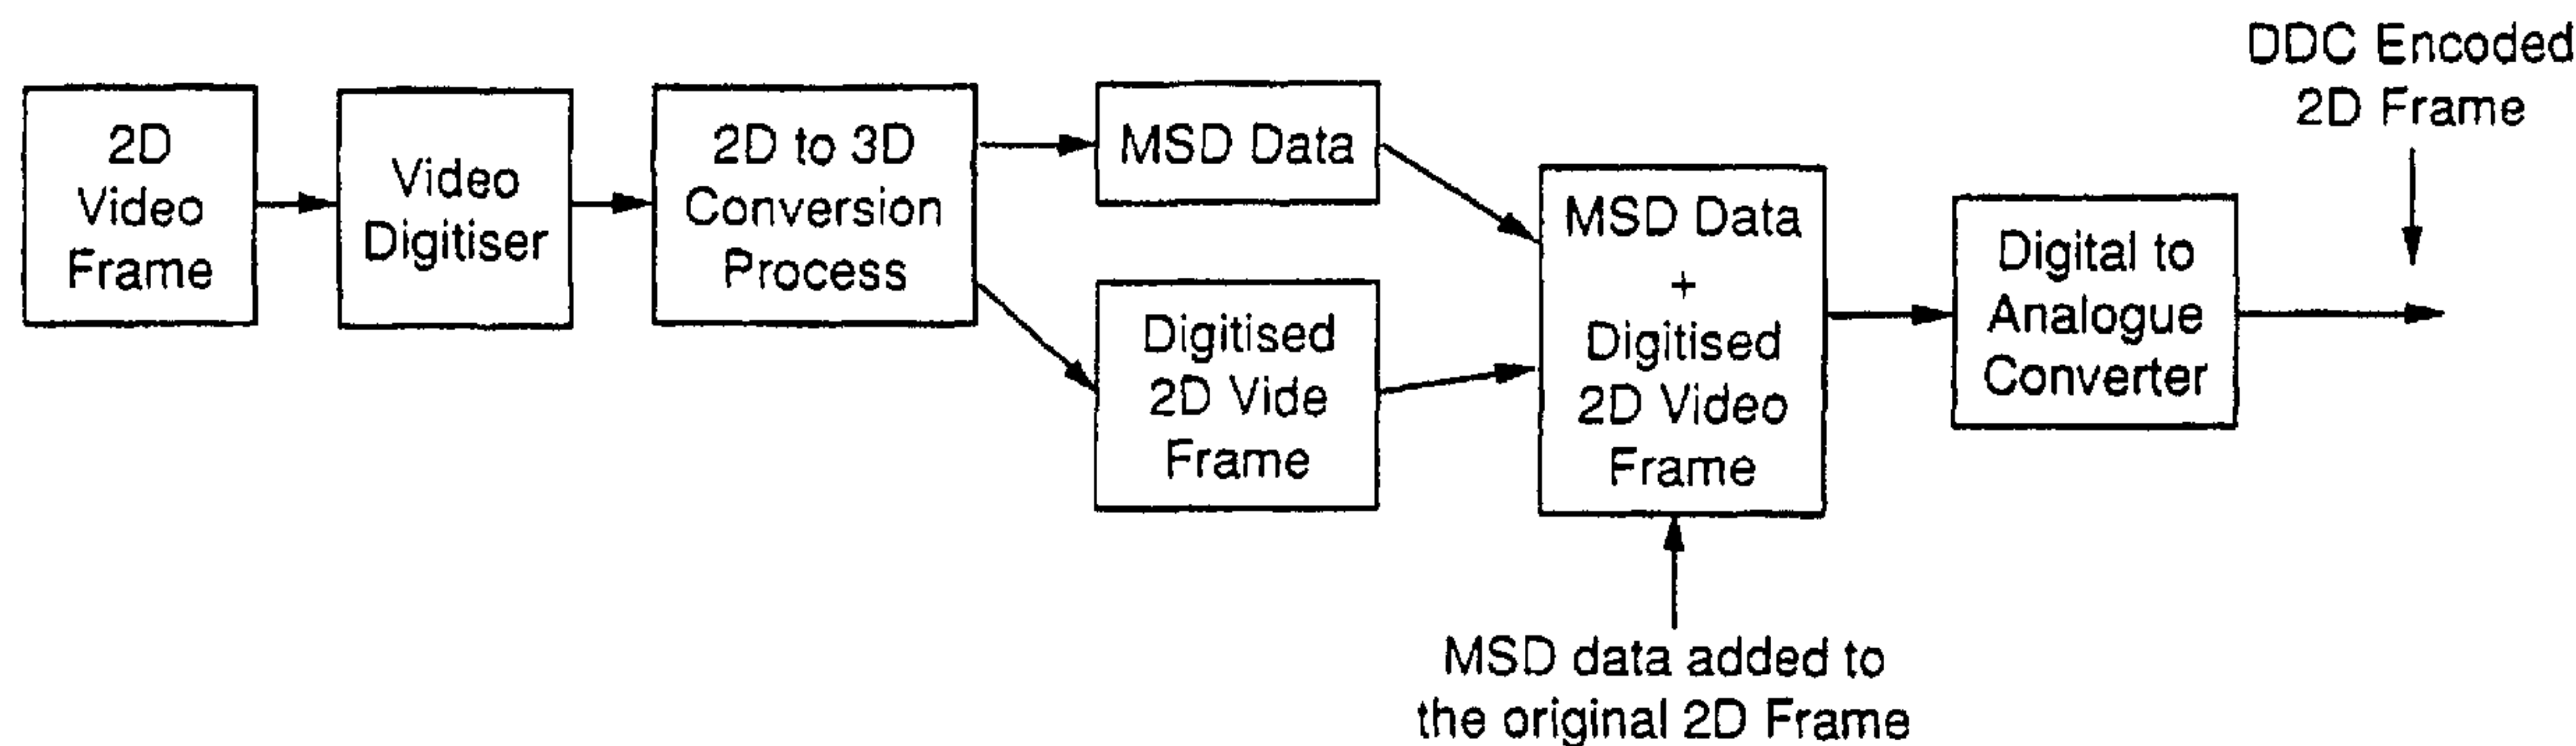 2D
Video
Frame
Video
Digitiser
2D to 3D
Conversion
Process
MSD Data
Digitised
2D Vide
Frame
MSD Data
+
Digitised
2D Video
Frame
MSD data added to
the original 2D Frame
Digital to
Analogue
Converter
DDC Encoded
2D Frame